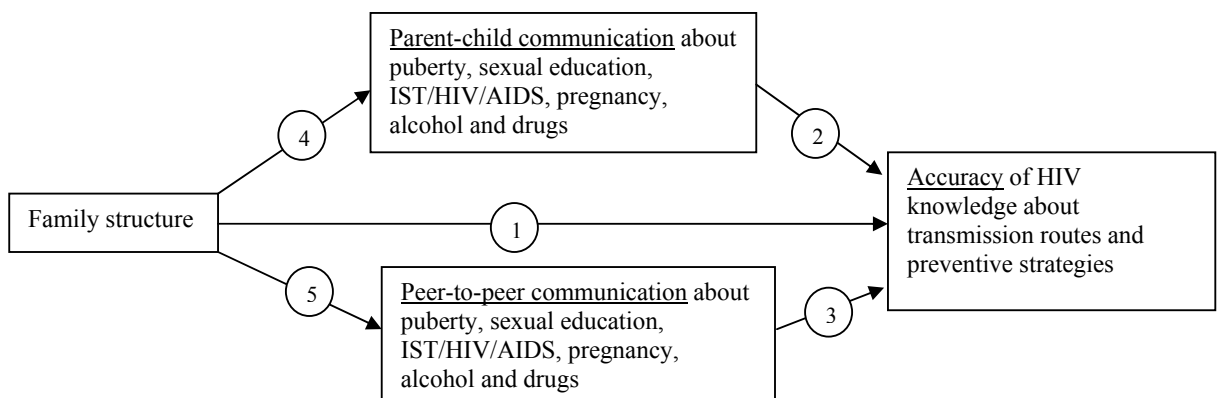 Parent-child communication about
puberty, sexual education,
IST/HIV/AIDS, pregnancy,
alcohol and drugs
4
2
Family structure
1
Accuracy of HIV
knowledge about
transmission routes and
preventive strategies
5
Peer-to-peer communication about
puberty, sexual education,
IST/HIV/AIDS, pregnancy,
alcohol and drugs
3